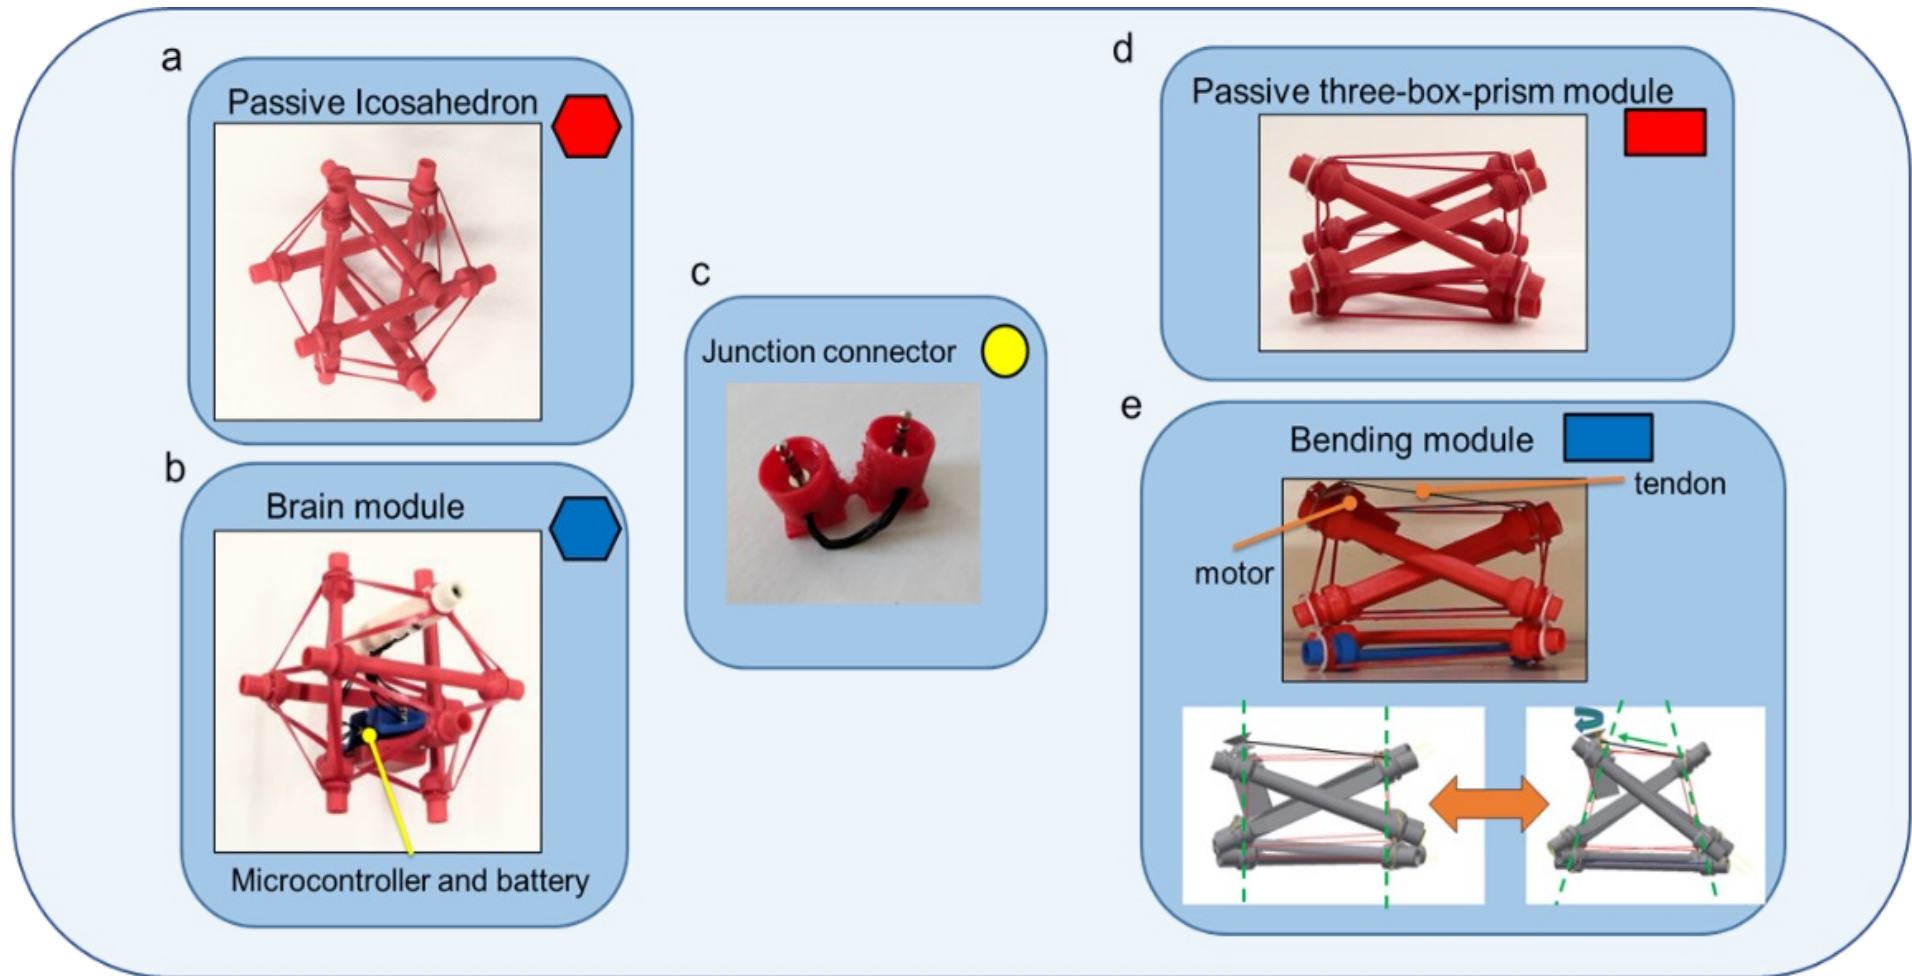 a
Passive Icosahedron
b
Brain module
Microcontroller and battery
c
Junction connector
d
Passive three-box-prism module
e
Bending module
tendon
motor